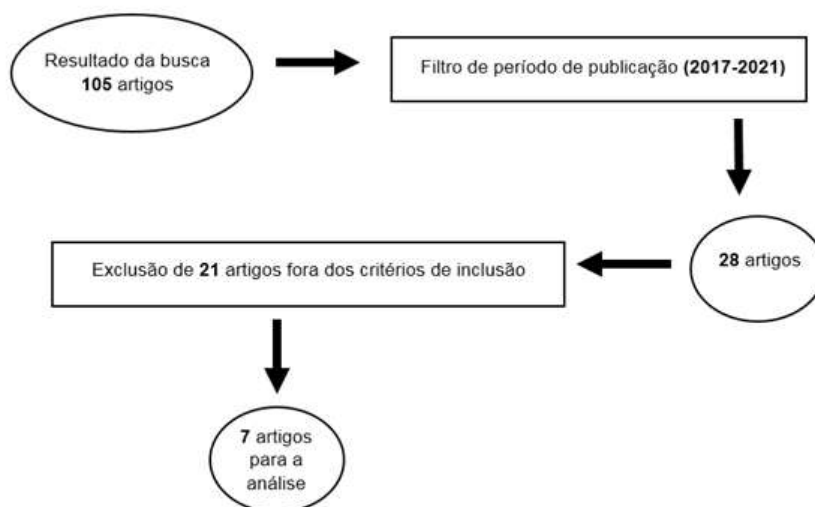 Resultado da busca
105 artigos
Filtro de período de publicação (2017-2021)
28 artigos
Exclusão de 21 artigos fora dos critérios de inclusão
7 artigos
para a
análise